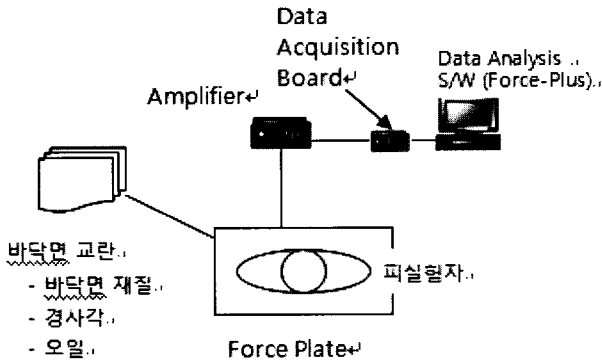 Data
Acquisition
Board↵
Data Analysis
S/W (Force-Plus)
Amplifier↵
바닥면 교란
- 바닥면 재질
- 경사각
- 오일
피실험자
Force Plate↵